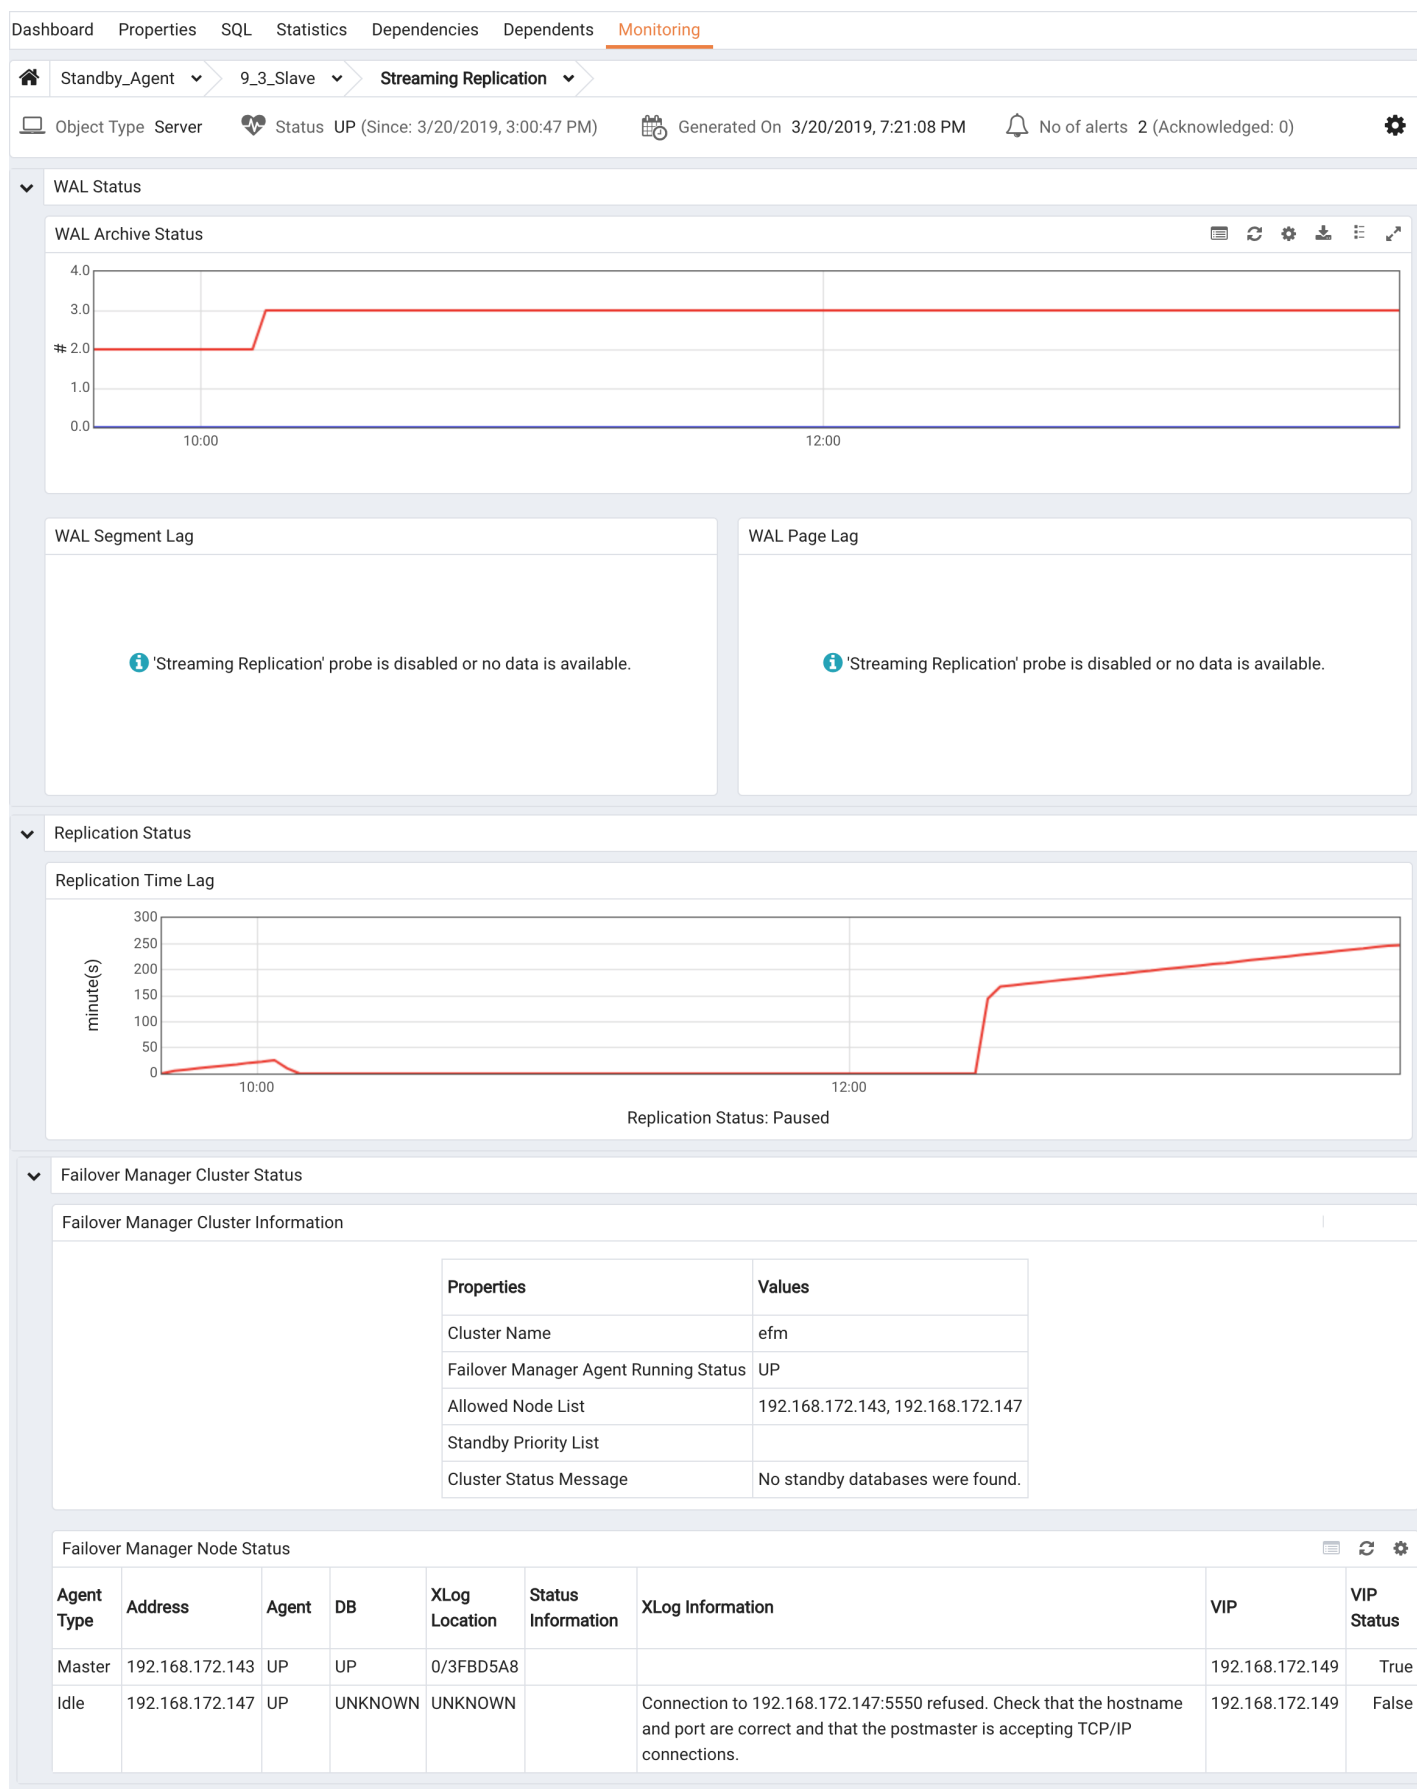 Dashboard Properties SQL Statistics Dependencies Dependents Monitoring
Standby_Agent 9_3_Slave Streaming Replication
Object Type Server Status UP (Since: 3/20/2019, 3:00:47 PM) Generated On 3/20/2019, 7:21:08 PM No of alerts 2 (Acknowledged: 0)
WAL Status
WAL Archive Status
4.0
3.0
# 2.0
1.0
0.0
10:00 12:00
WAL Segment Lag
'Streaming Replication' probe is disabled or no data is available.
WAL Page Lag
'Streaming Replication' probe is disabled or no data is available.
Replication Status
Replication Time Lag
minute(s)
300
250
200
150
100
50
0
10:00 12:00
Replication Status: Paused
Failover Manager Cluster Status
Failover Manager Cluster Information
Properties Values
Cluster Name efm
Failover Manager Agent Running Status UP
Allowed Node List 192.168.172.143, 192.168.172.147
Standby Priority List
Cluster Status Message No standby databases were found.
Failover Manager Node Status
Agent Type Address Agent DB XLog Location Status Information XLog Information VIP VIP Status
Master 192.168.172.143 UP UP 0/3FBD5A8 192.168.172.149 True
Idle 192.168.172.147 UP UNKNOWN UNKNOWN Connection to 192.168.172.147:5550 refused. Check that the hostname 192.168.172.149 False
and port are correct and that the postmaster is accepting TCP/IP
connections.